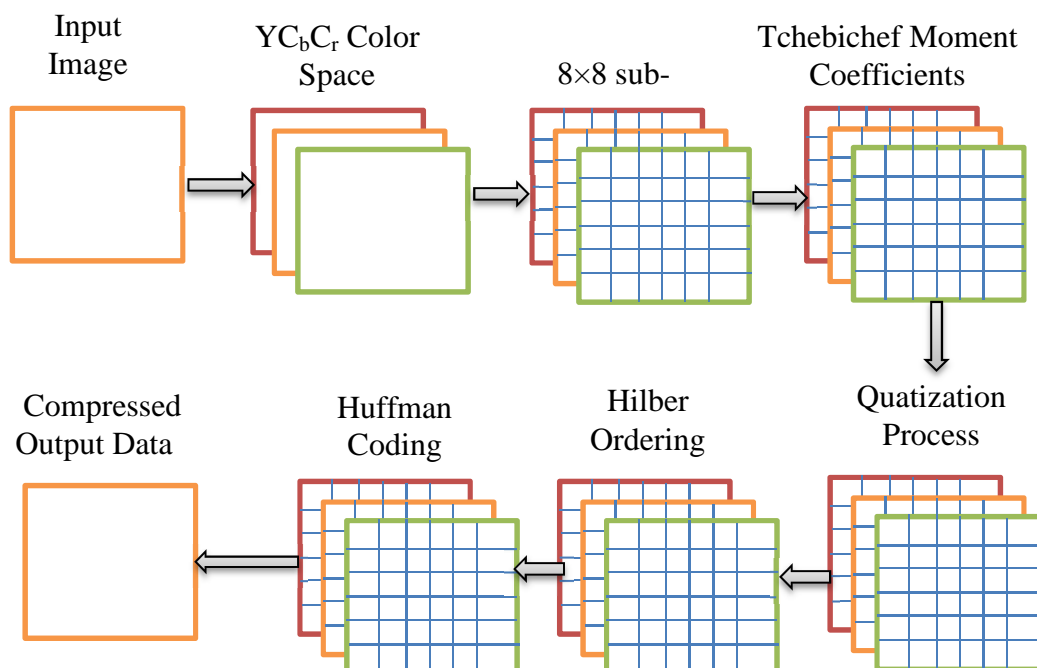 Input
Image
YCbCr Color
Space
8×8 sub-
Tchebichef Moment
Coefficients
Compressed
Output Data
Huffman
Coding
Hilber
Ordering
Quatization
Process